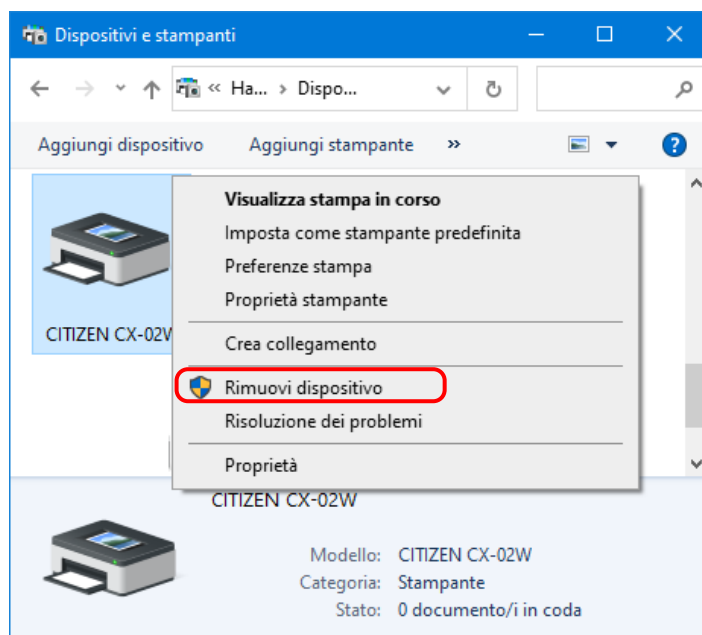 Dispositivi e stampanti
« Ha... › Dispo...
Aggiungi dispositivo Aggiungi stampante »
Visualizza stampa in corso
Imposta come stampante predefinita
Preferenze stampa
Proprietà stampante
CITIZEN CX-02W
Crea collegamento
Rimuovi dispositivo
Risoluzione dei problemi
Proprietà
CITIZEN CX-02W
Modello: CITIZEN CX-02W
Categoria: Stampante
Stato: 0 documento/i in coda